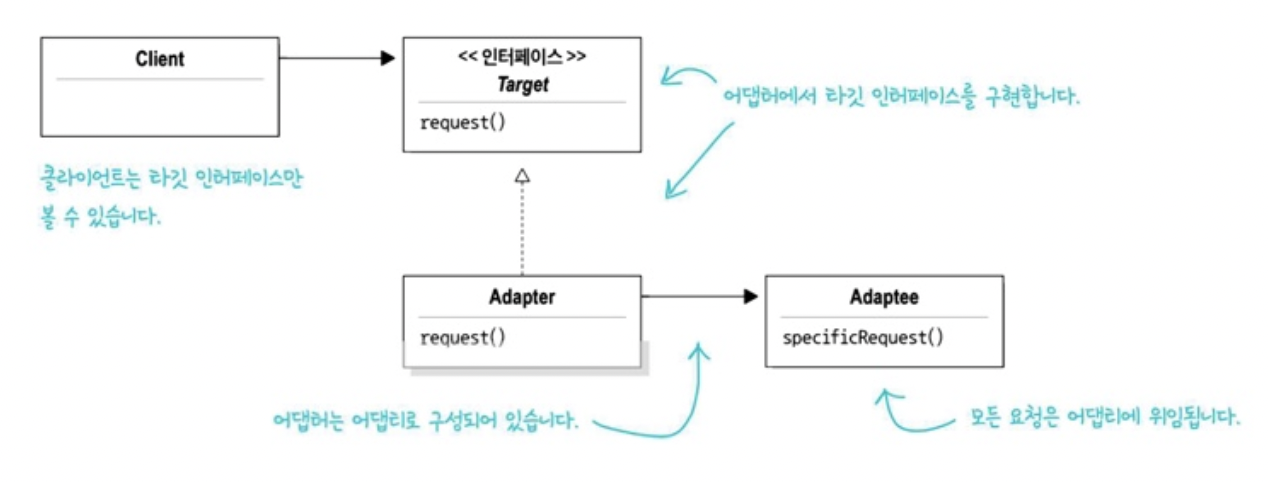 Client
<< 인터페이스 >>
Target
request()
어댑터에서 타깃 인터페이스를 구현합니다.
클라이언트는 타깃 인터페이스만
볼 수 있습니다.
Adapter
request()
Adaptee
specificRequest()
어댑터는 어댑티로 구성되어 있습니다.
모든 요청은 어댑티에 위임됩니다.